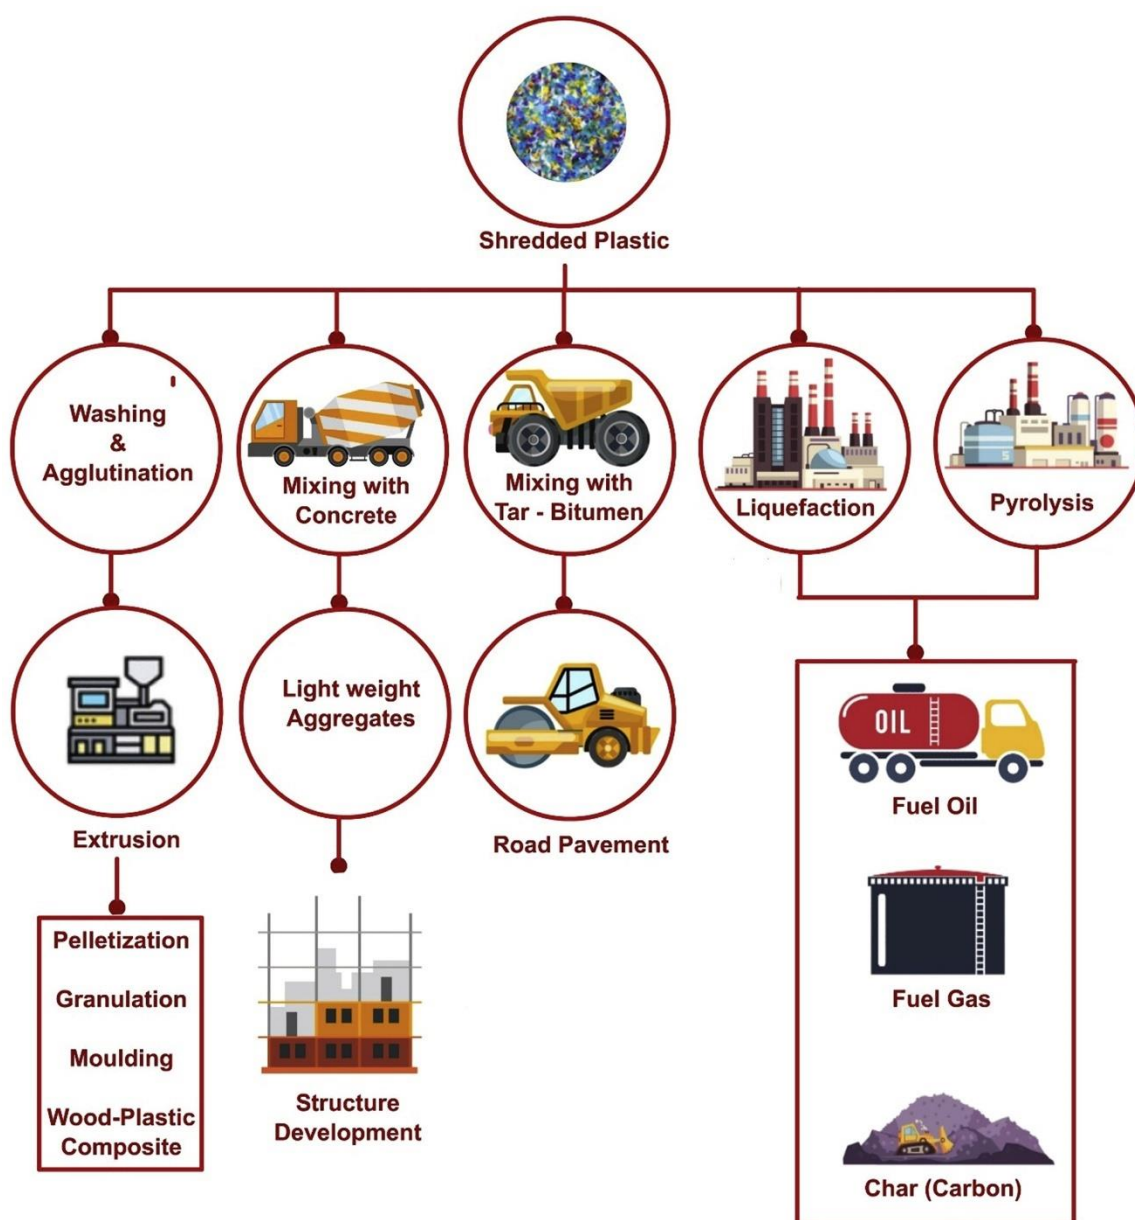 Shredded Plastic
Washing
&
Agglutination
Mixing with
Concrete
Mixing with
Tar - Bitumen
Liquefaction
Pyrolysis
S
Extrusion
Light weight
Aggregates
Road Pavement
OIL
Fuel Oil
Pelletization
Granulation
Moulding
Wood-Plastic
Composite
Structure
Development
Fuel Gas
Char (Carbon)